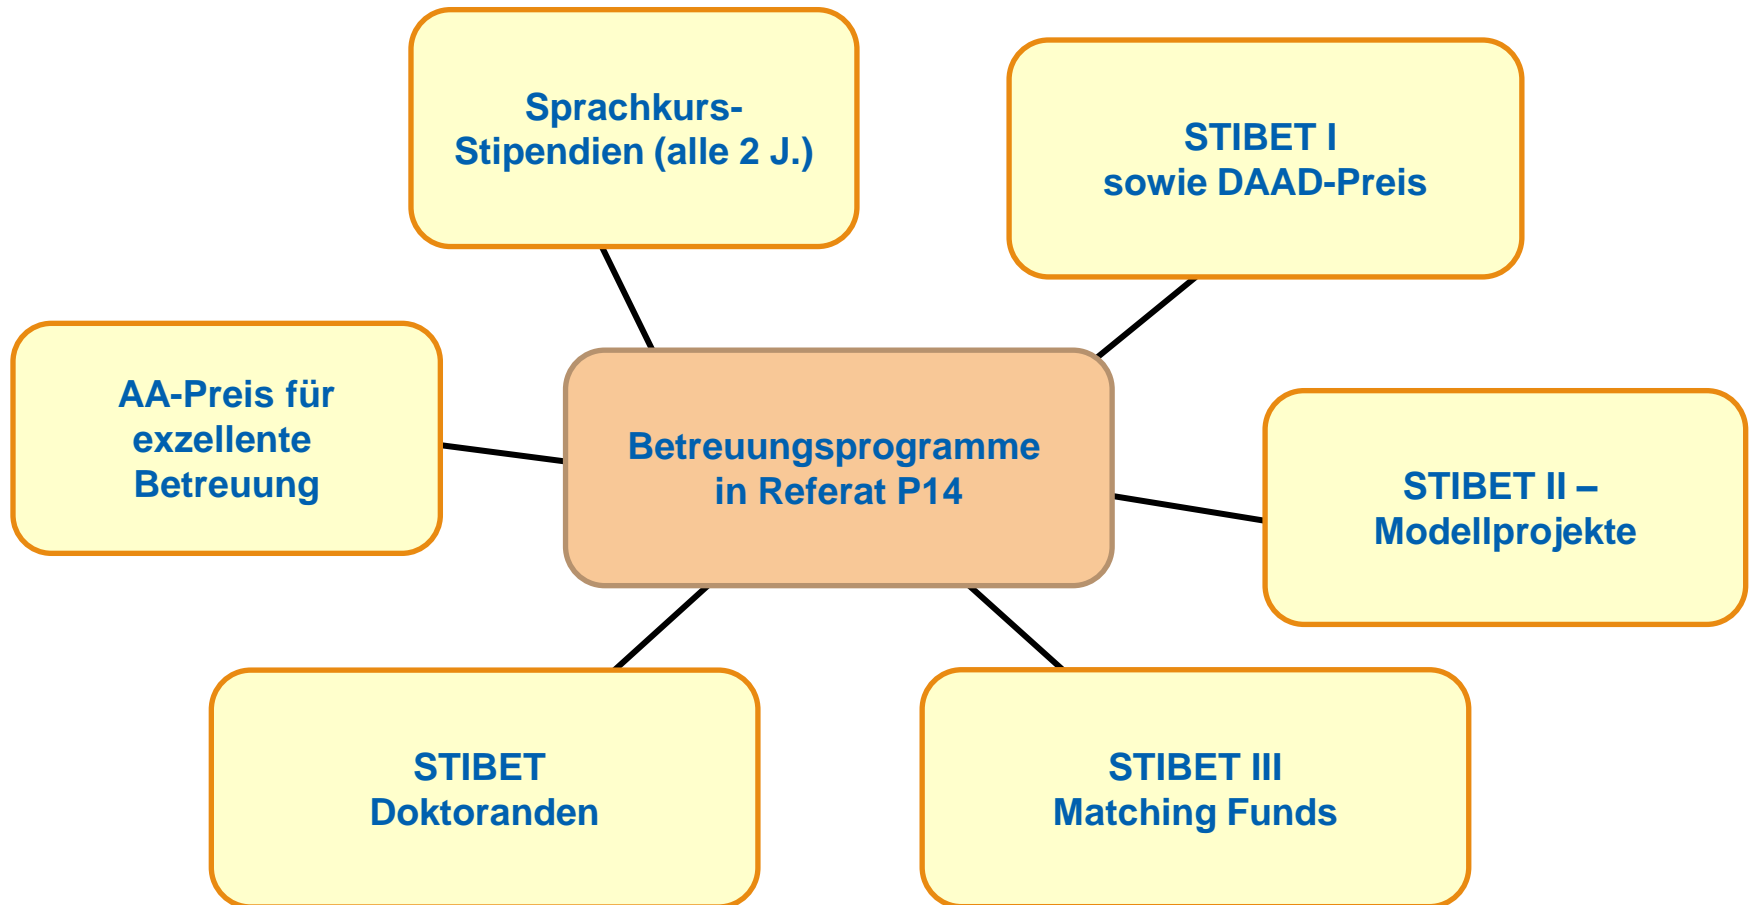 Sprachkurs-
Stipendien (alle 2 J.)
STIBET I
sowie DAAD-Preis
AA-Preis für
exzellente
Betreuung
Betreuungsprogramme
in Referat P14
STIBET II –
Modellprojekte
STIBET
Doktoranden
STIBET III
Matching Funds